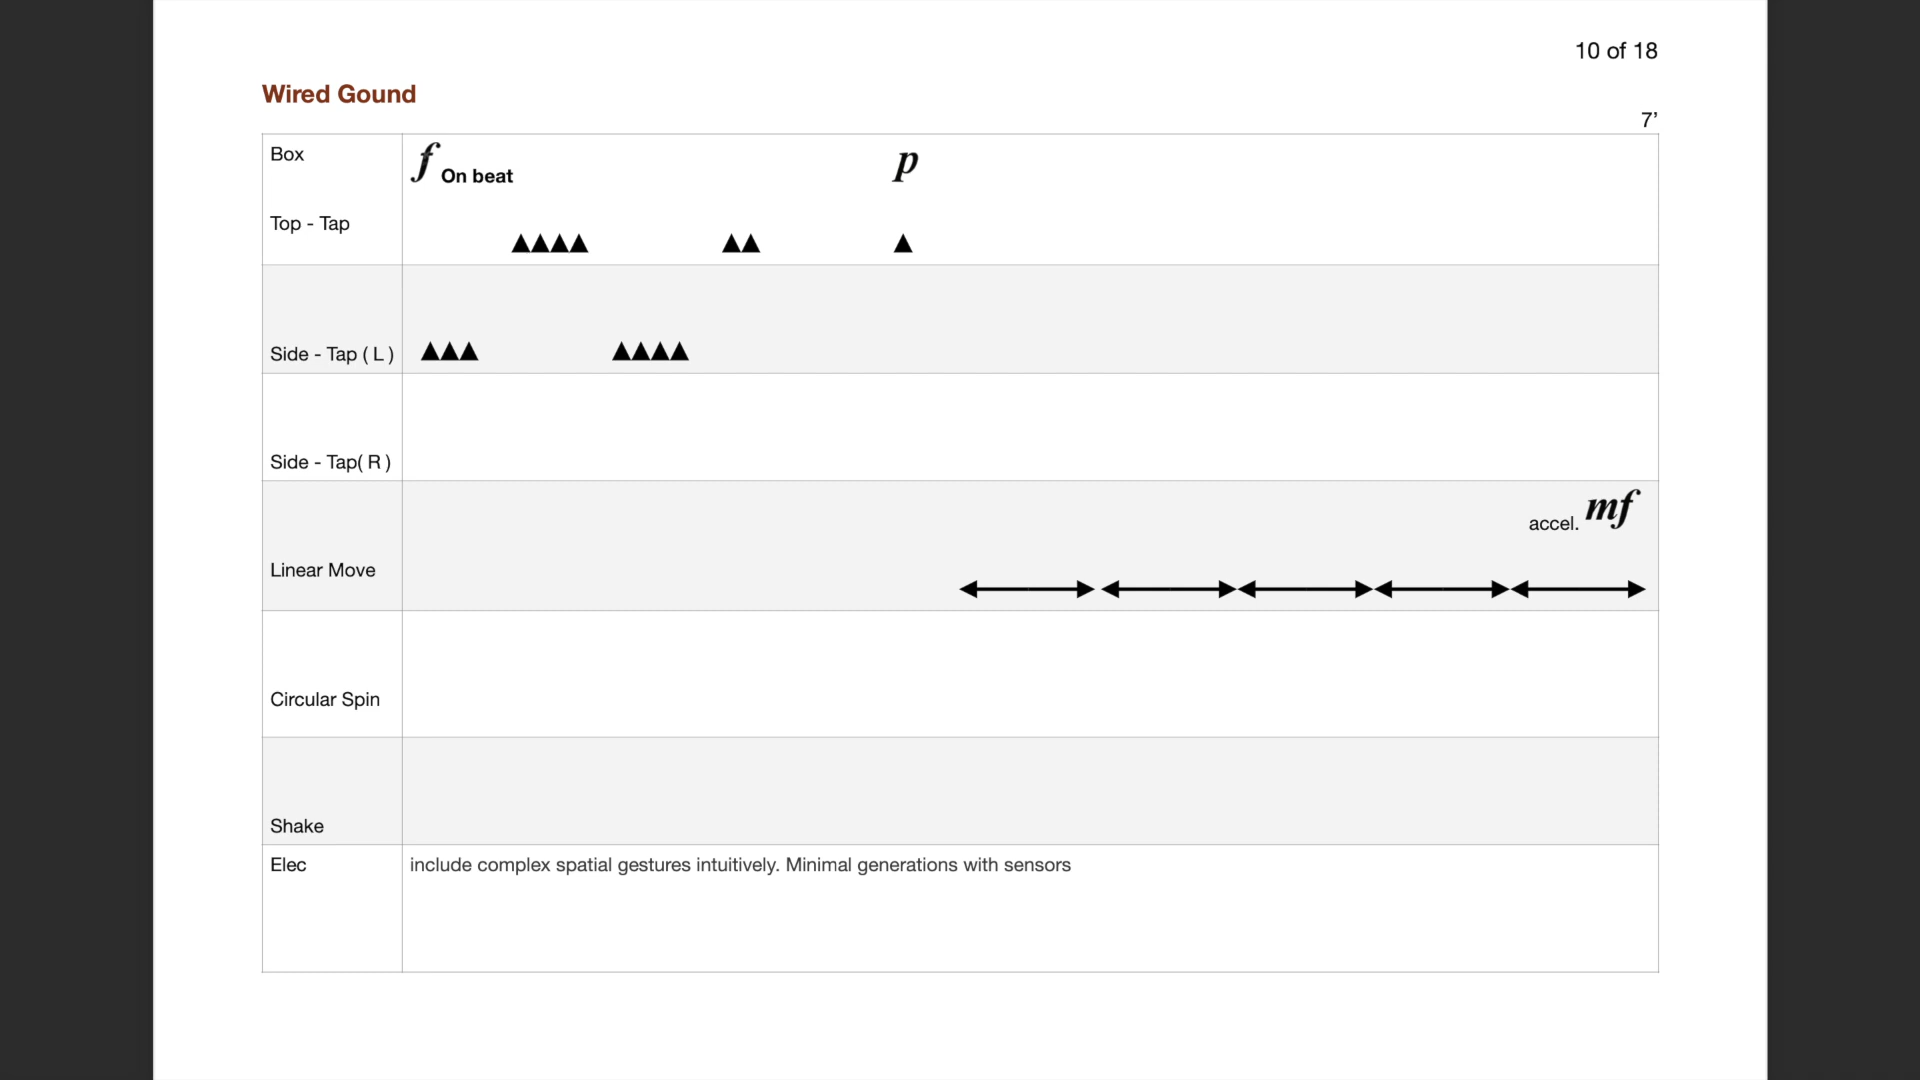 10 of 18
Wired Gound
7’
Box
f On beat
p
Top - Tap
▲▲▲▲ ▲▲ ▲
Side - Tap ( L ) ▲▲▲ ▲▲▲▲
Side - Tap( R )
accel. mf
Linear Move
Circular Spin
Shake
Elec
include complex spatial gestures intuitively. Minimal generations with sensors